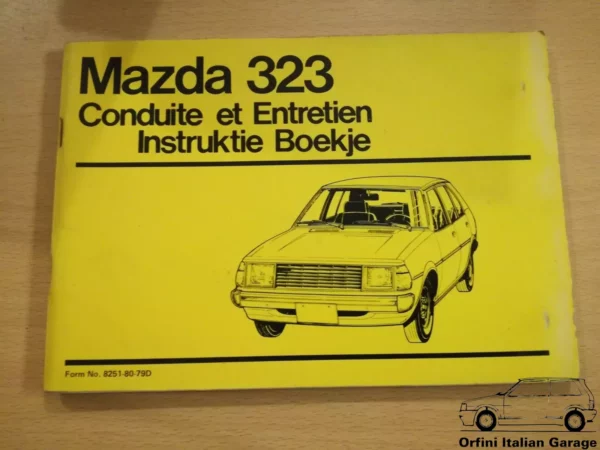 Mazda 323
Conduite et Entretien
Instruktie Boekje
Form No. 8251-80-79D
Orfini Italian Garage